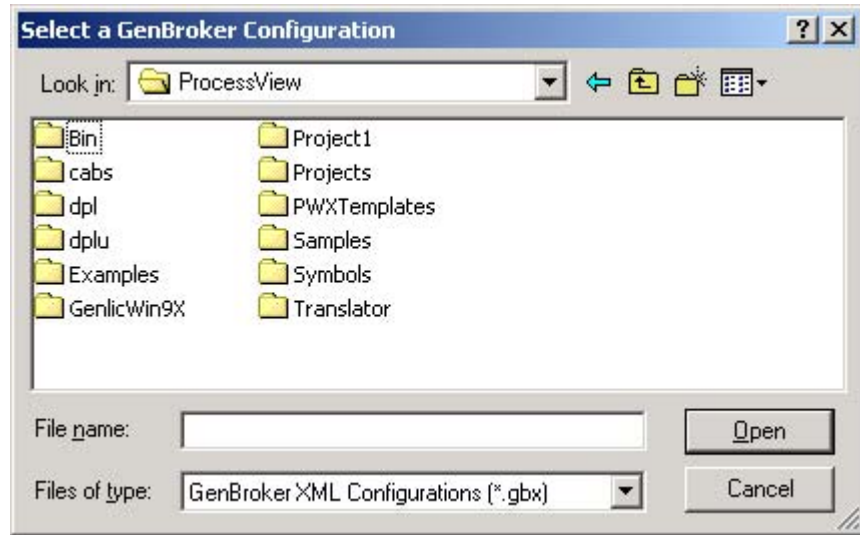 Select a GenBroker Configuration
Look in: ProcessView
Bin
cabs
dpl
dplu
Examples
GenlicWin9X
Project1
Projects
PWXTemplates
Samples
Symbols
Translator
File name:
Open
Files of type: GenBroker XML Configurations (*.gbx)
Cancel